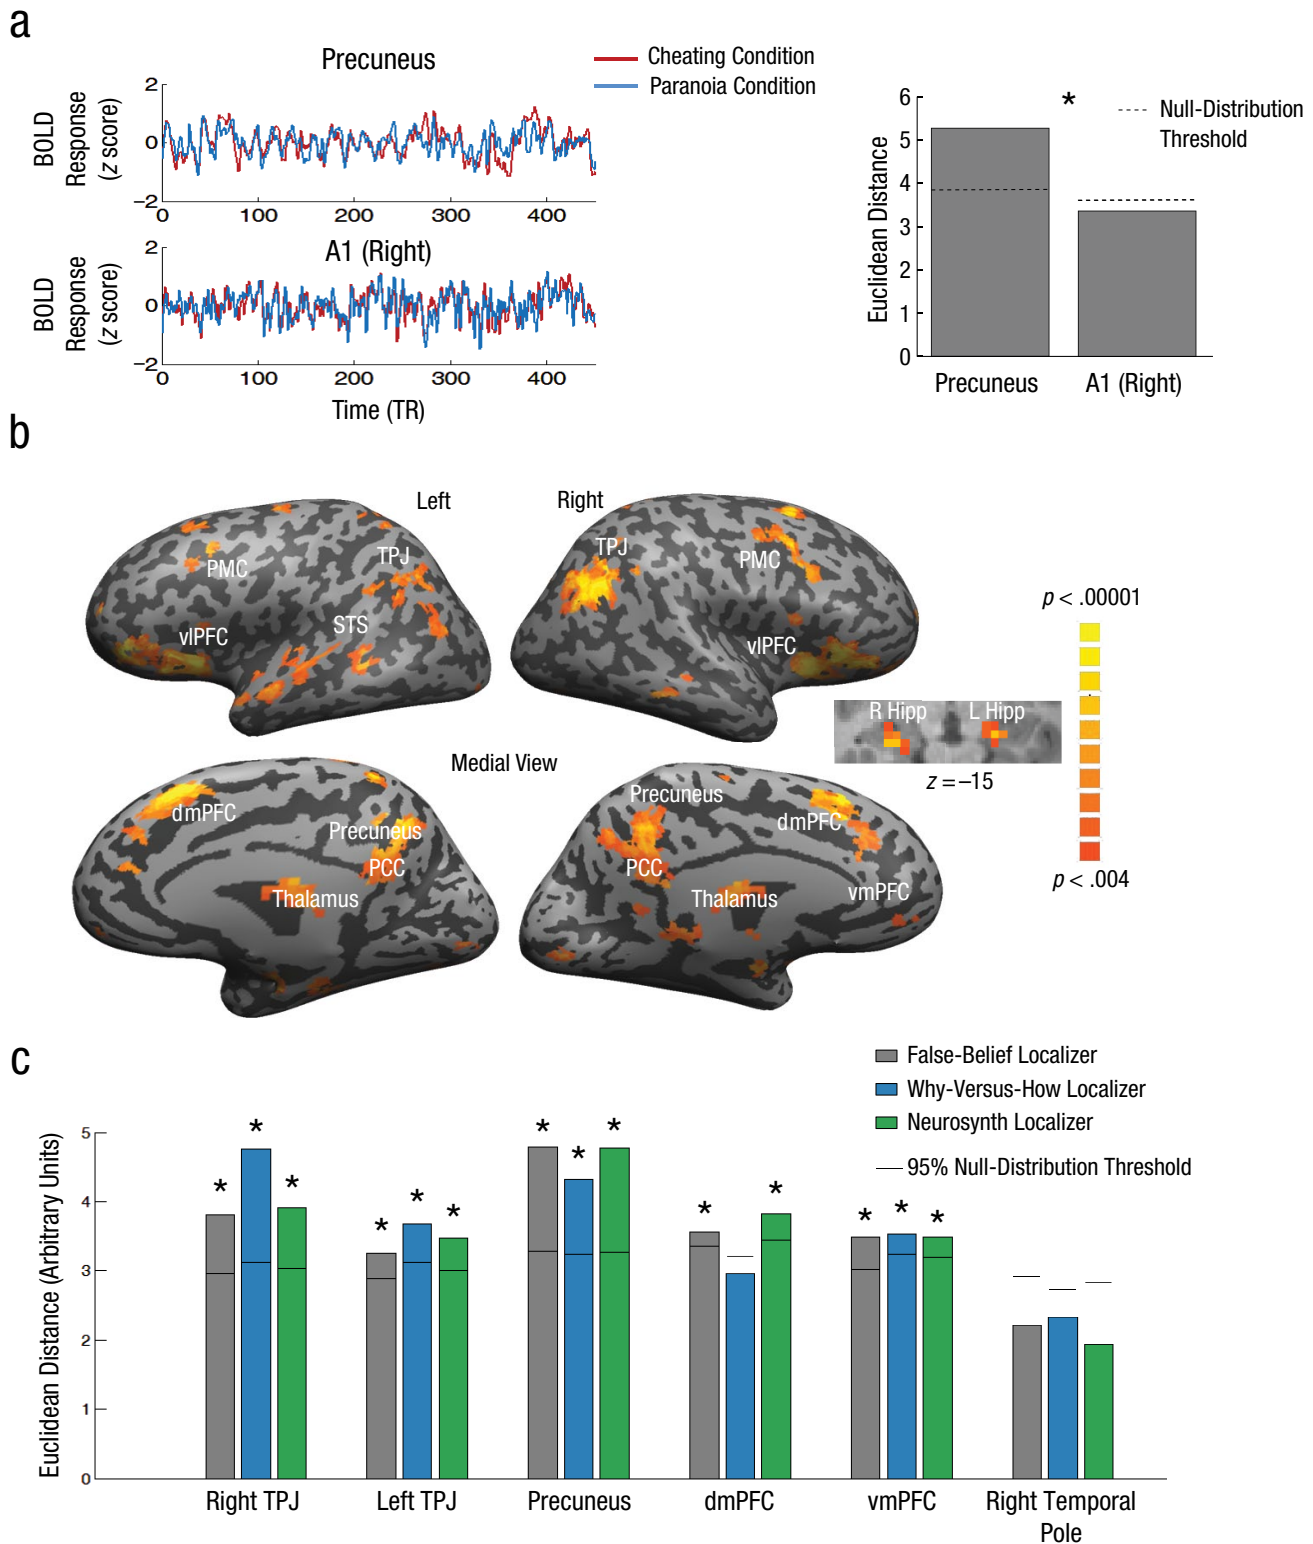 a
Precuneus
Cheating Condition
Paranoia Condition
BOLD
Response
(z score)
2
0
−2
0 100 200 300 400
A1 (Right)
BOLD
Response
(z score)
2
0
−2
0 100 200 300 400
Time (TR)
Euclidean Distance
6
5
4
3
2
1
0
*
Null-Distribution
Threshold
Precuneus A1 (Right)
b
Left Right
TPJ TPJ
PMC PMC
STS
vlPFC vlPFC
R Hipp L Hipp
z = −15
p < .00001
p < .004
Medial View
dmPFC Precuneus Precuneus dmPFC
PCC PCC
Thalamus Thalamus vmPFC
c
False-Belief Localizer
Why-Versus-How Localizer
Neurosynth Localizer
95% Null-Distribution Threshold
Euclidean Distance (Arbitrary Units)
5
4
3
2
1
0
* * *
* * *
* * *
* *
* * *
Right TPJ Left TPJ Precuneus dmPFC vmPFC Right Temporal
Pole